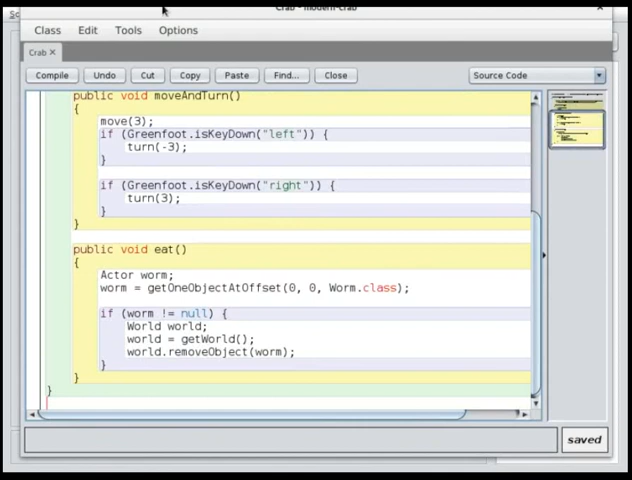 Crab - modern-crab
Class Edit Tools Options
Crab ×
Compile Undo Cut Copy Paste Find... Close Source Code
public void moveAndTurn()
{
move(3);
if (Greenfoot.isKeyDown("left")) {
turn(-3);
}
if (Greenfoot.isKeyDown("right")) {
turn(3);
}
}
public void eat()
{
Actor worm;
worm = getOneObjectAtOffset(0, 0, Worm.class);
if (worm != null) {
World world;
world = getWorld();
world.removeObject(worm);
}
}
}
saved